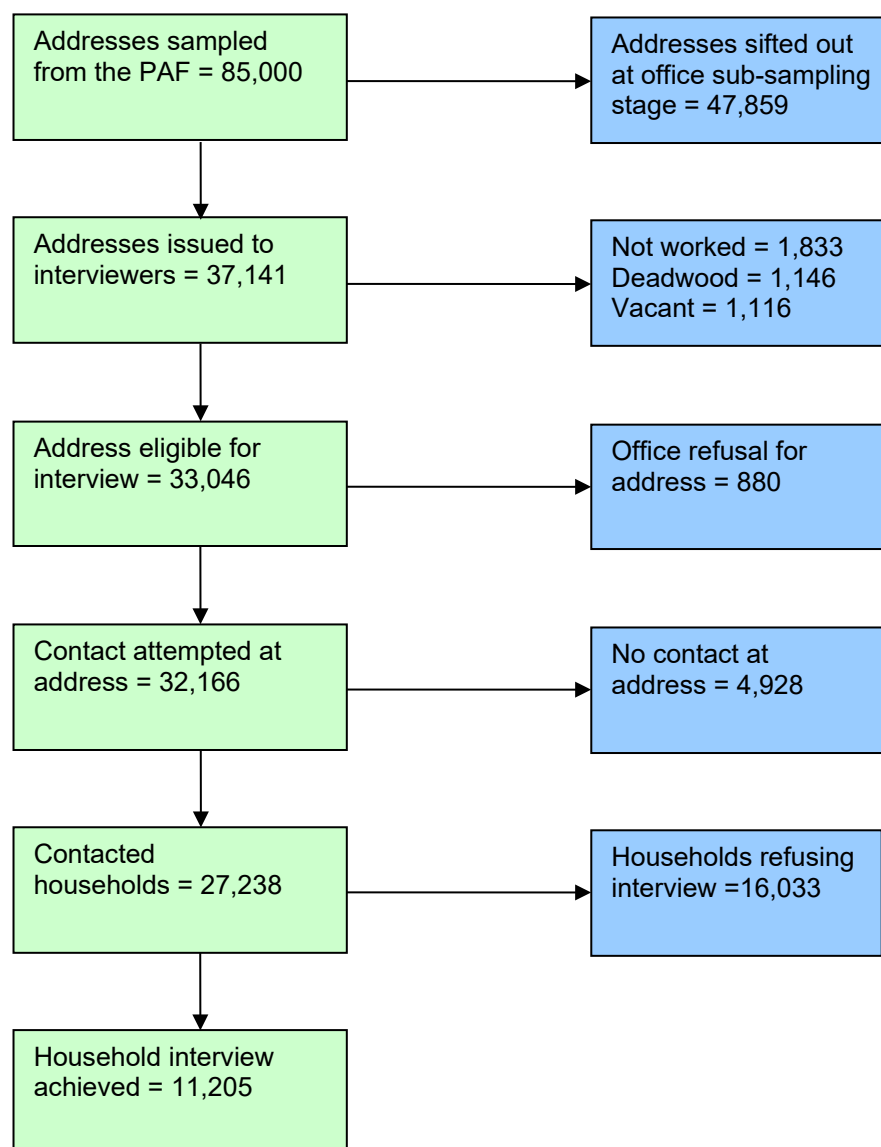 Addresses sampled
from the PAF = 85,000
Addresses sifted out
at office sub-sampling
stage = 47,859
Addresses issued to
interviewers = 37,141
Not worked = 1,833
Deadwood = 1,146
Vacant = 1,116
Address eligible for
interview = 33,046
Office refusal for
address = 880
Contact attempted at
address = 32,166
No contact at
address = 4,928
Contacted
households = 27,238
Households refusing
interview =16,033
Household interview
achieved = 11,205